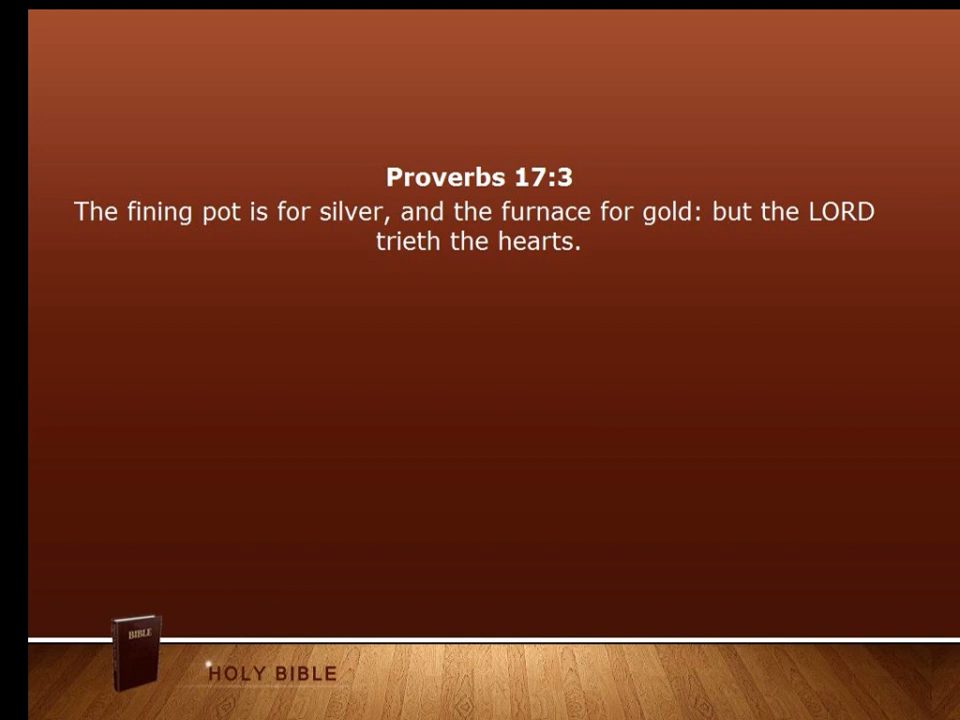 Proverbs 17:3
The fining pot is for silver, and the furnace for gold: but the LORD
trieth the hearts.
BIBLE
HOLY BIBLE